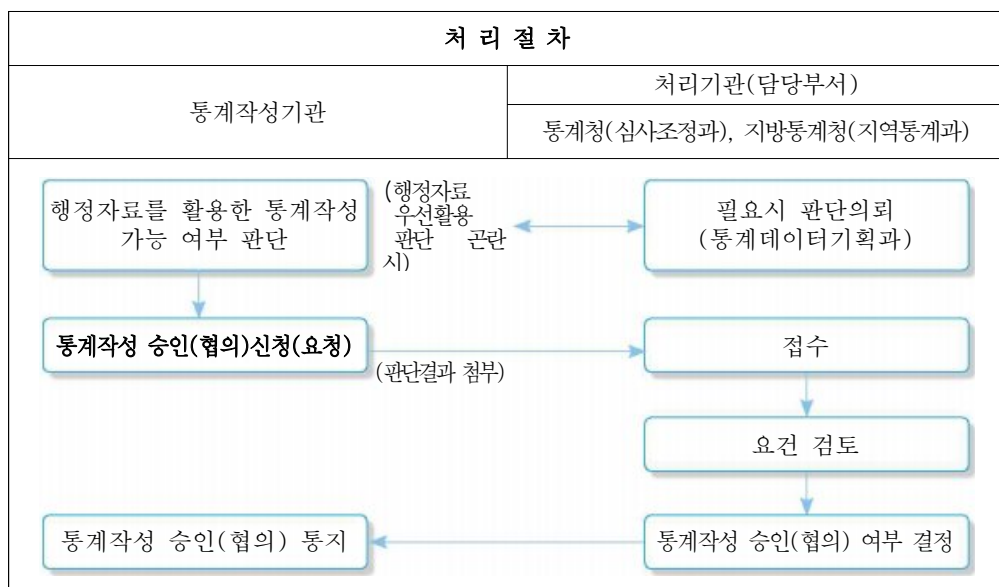 처 리 절 차
통계작성기관
처리기관(담당부서)
통계청(심사조정과), 지방통계청(지역통계과)
행정자료를 활용한 통계작성
가능 여부 판단
(행정자료
우선활용
판단 곤란
시)
필요시 판단의뢰
(통계데이터기획과)
통계작성 승인(협의)신청(요청)
(판단결과 첨부)
접수
요건 검토
통계작성 승인(협의) 통지
통계작성 승인(협의) 여부 결정